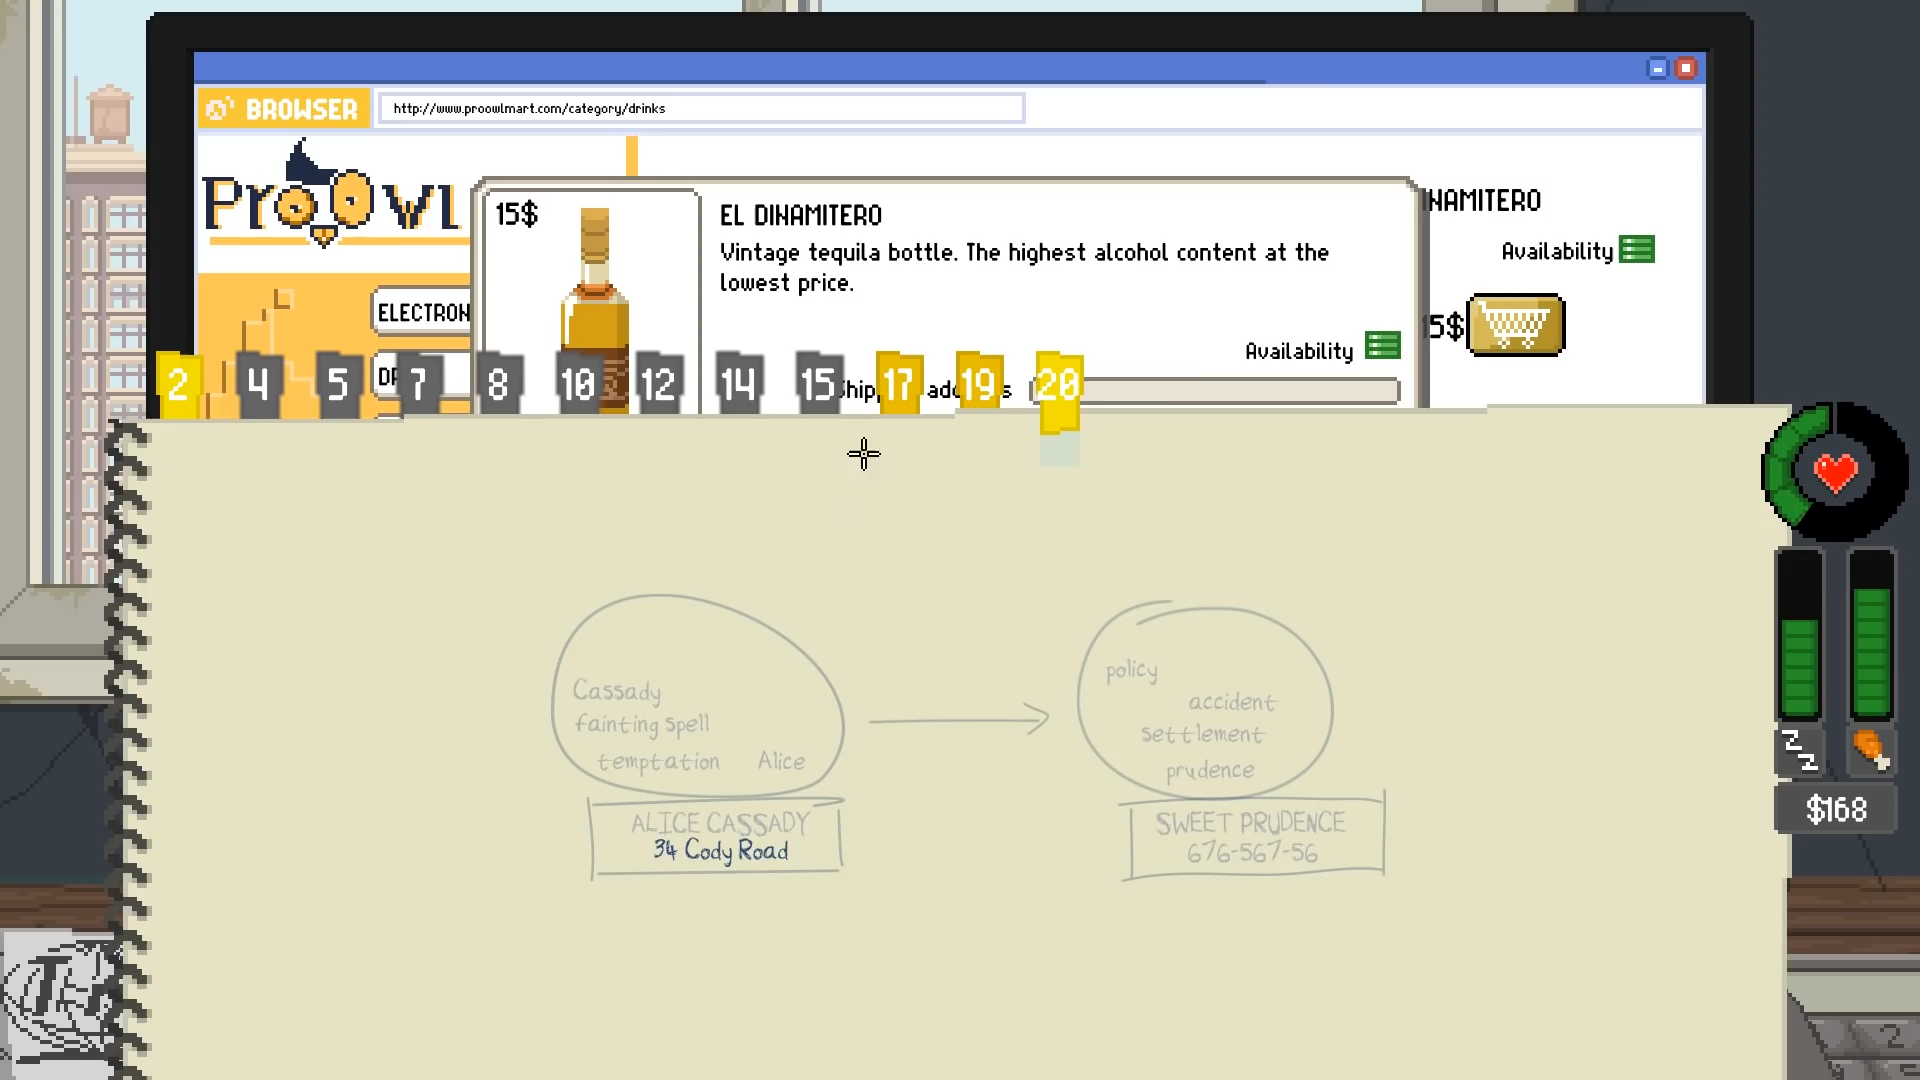 BROWSER
http://www.proowlmart.com/category/drinks
ProOwl
15$
EL DINAMITERO
Vintage tequila bottle. The highest alcohol content at the
lowest price.
NAMITERO
Availability
15$
ELECTRON
Availability
2
4
5
7
8
10
12
14
15
17
19
20
Cassady
fainting spell
temptation
Alice
ALICE CASSADY
34 Cody Road
policy
accident
settlement
prudence
SWEET PRUDENCE
676-567-56
$168
2